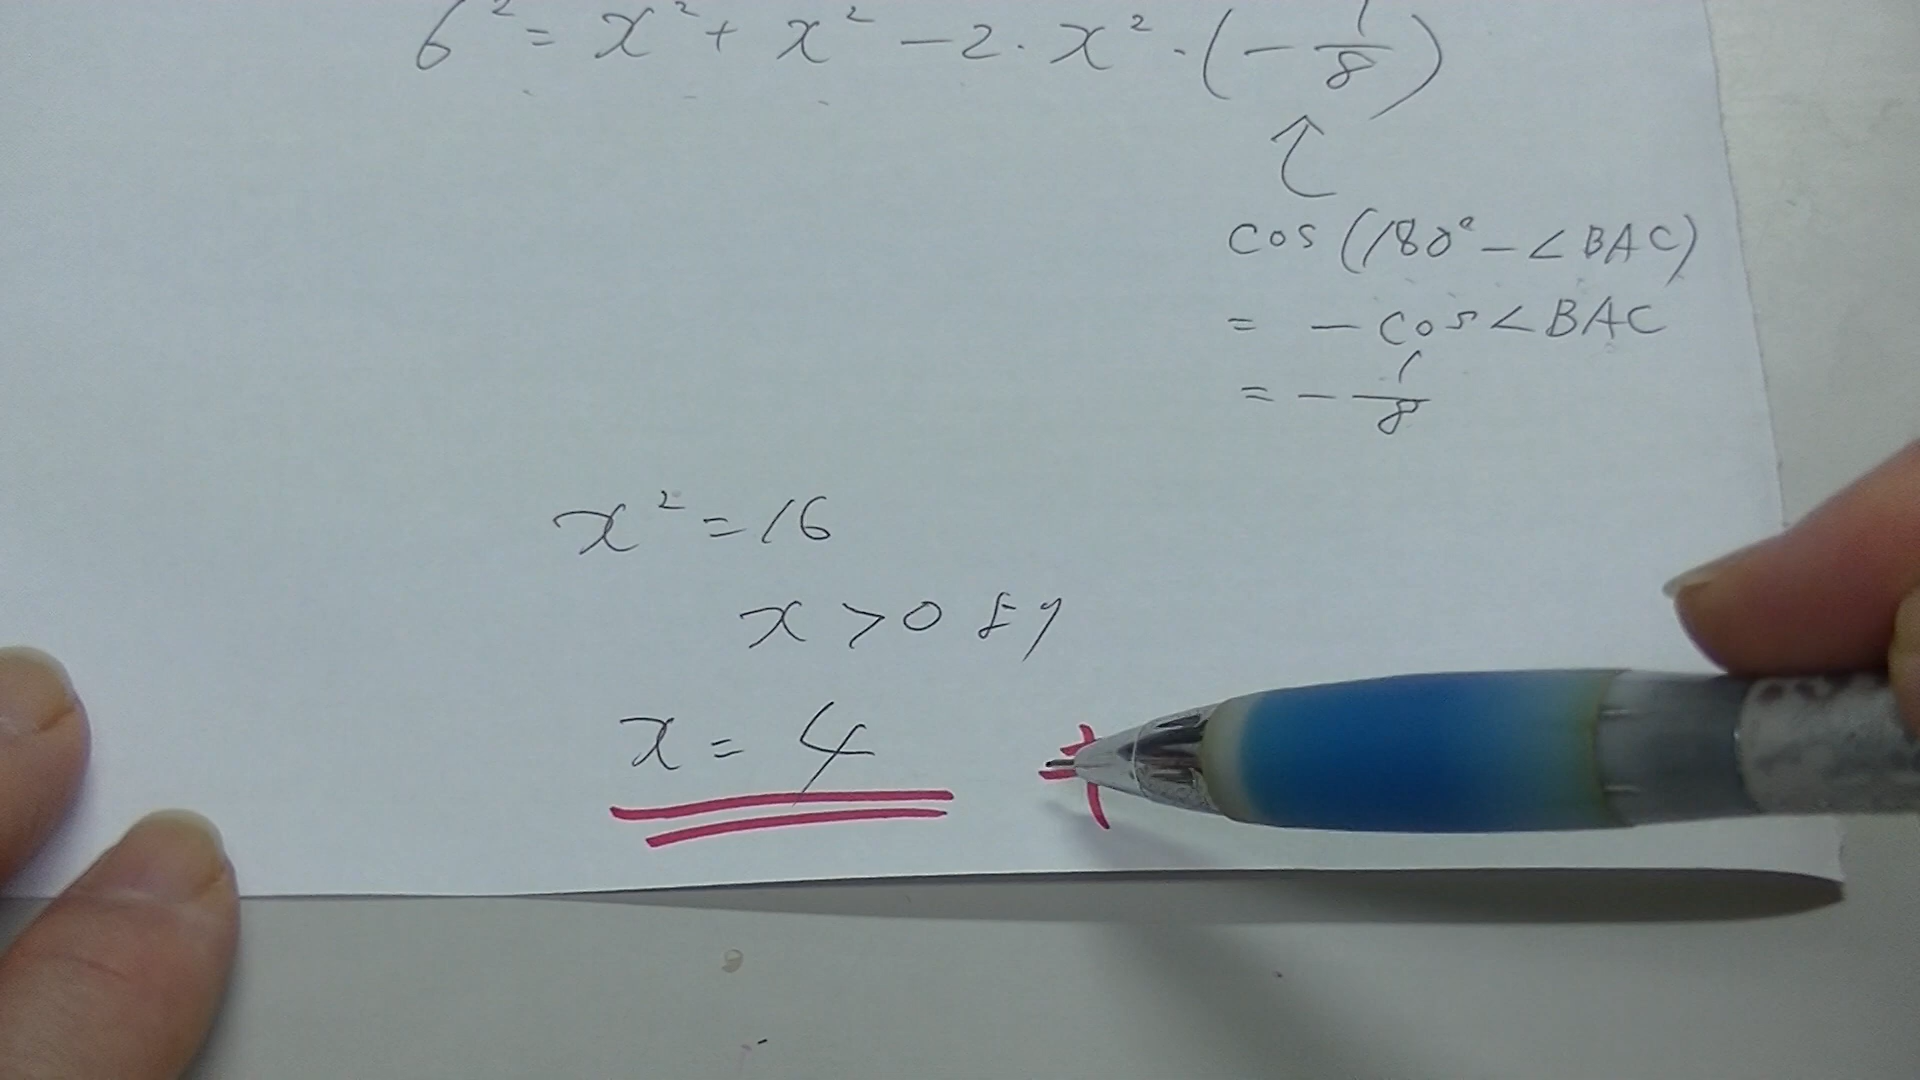 6² = x² + x² − 2・x²・(− 1/8)
cos (180° − ∠BAC)
= − cos∠BAC
= − 1/8
x² = 16
x > 0 より
x = 4